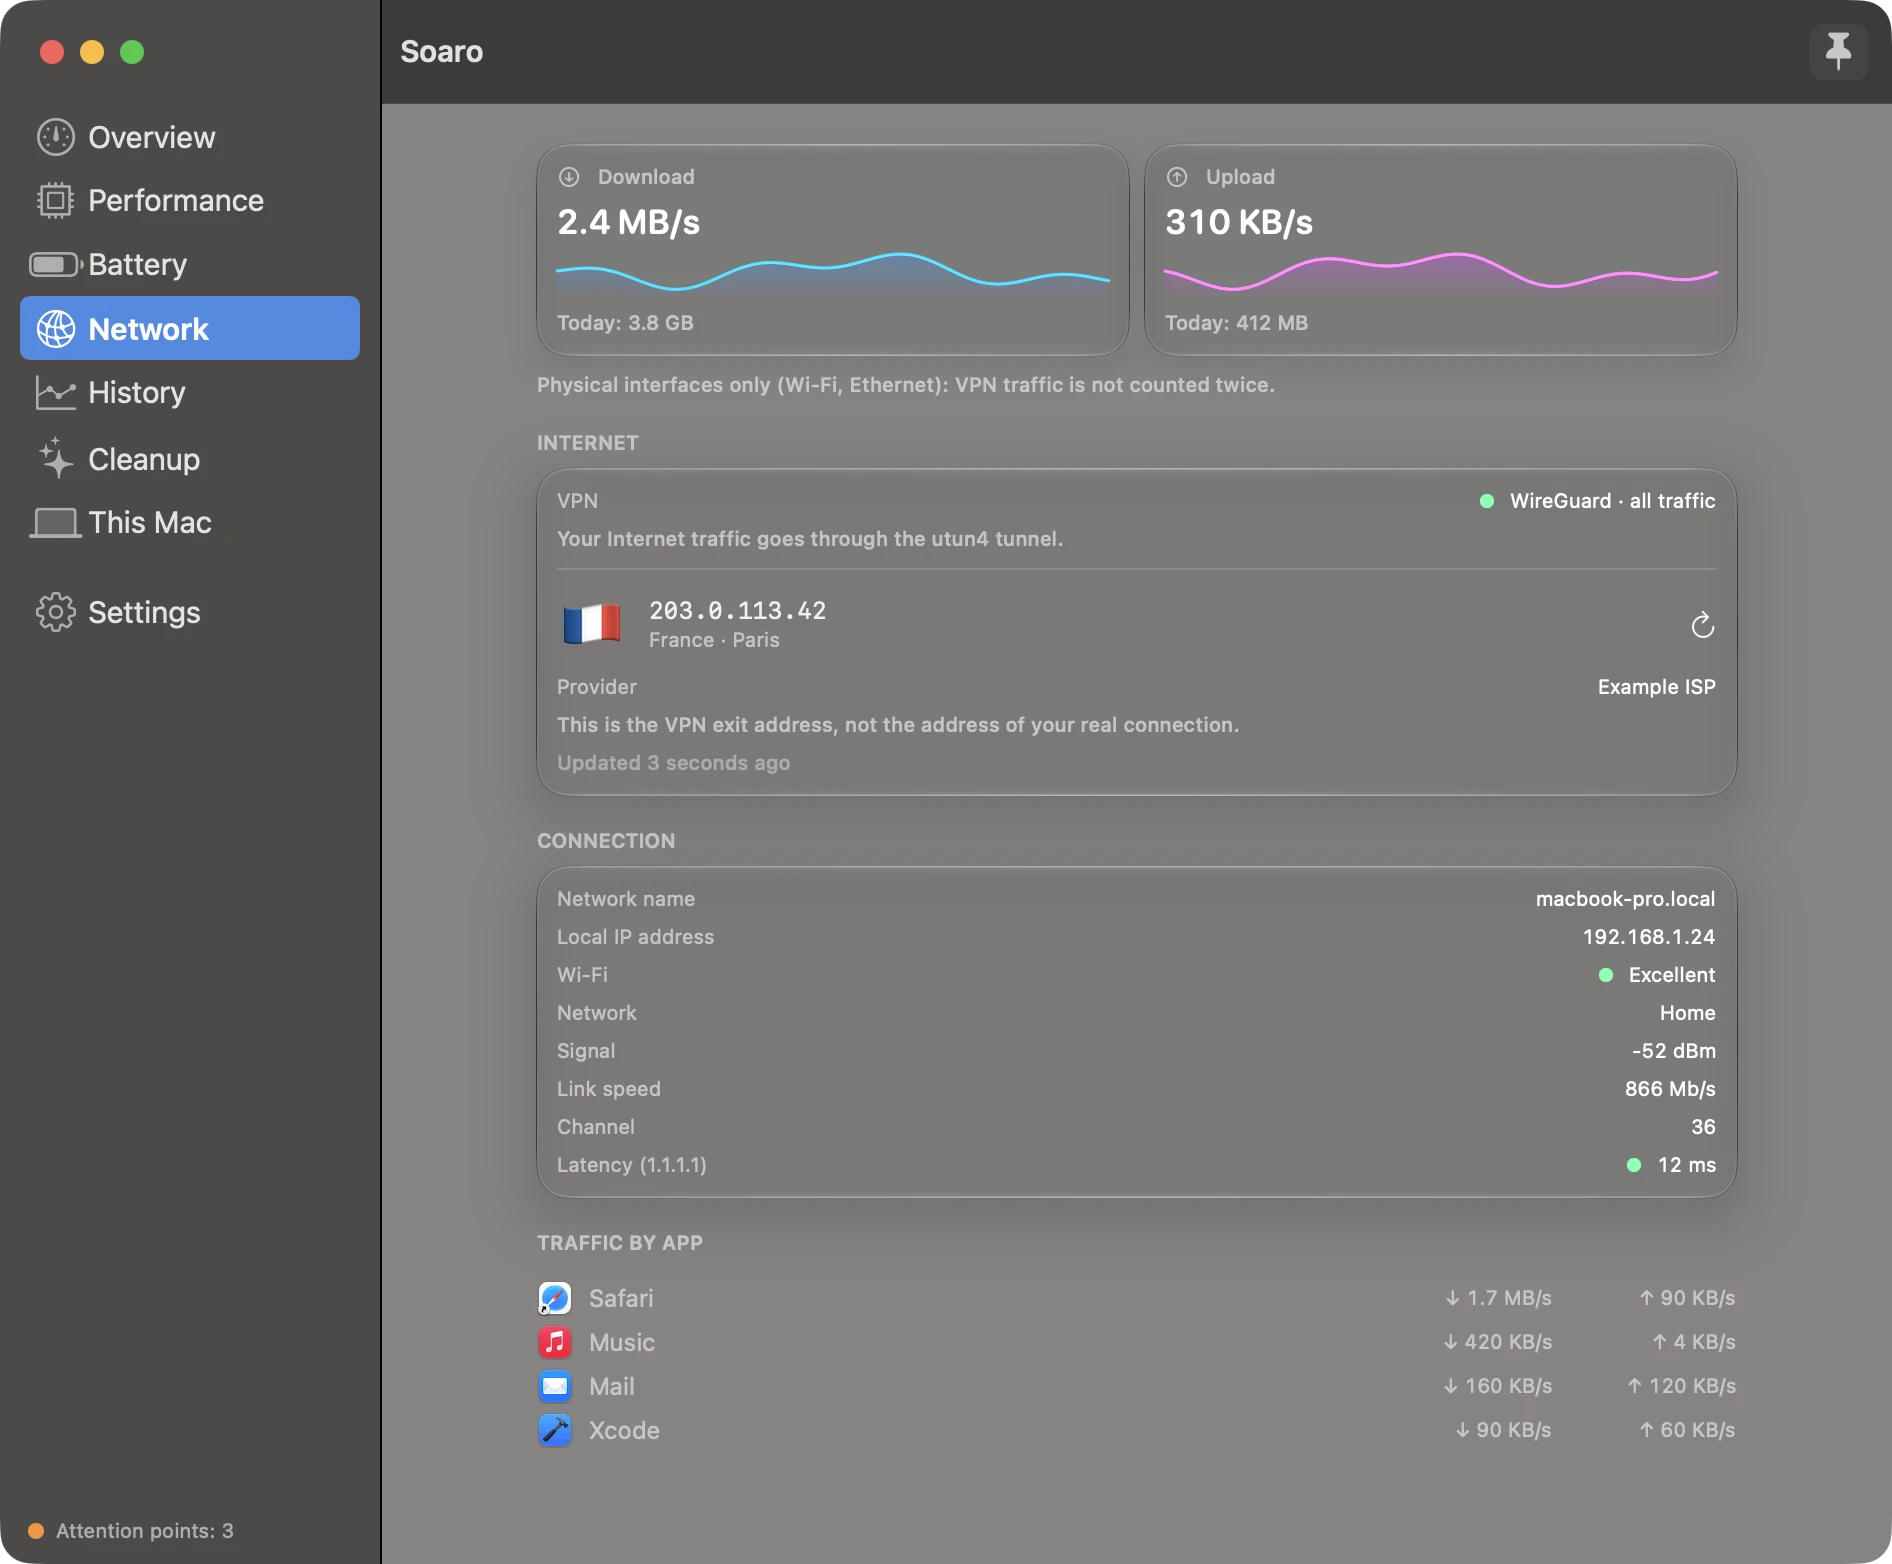 Soaro
Overview
Performance
Battery
Network
History
Cleanup
This Mac
Settings
Attention points: 3
Download
2.4 MB/s
Today: 3.8 GB
Upload
310 KB/s
Today: 412 MB
Physical interfaces only (Wi-Fi, Ethernet): VPN traffic is not counted twice.
INTERNET
VPN WireGuard · all traffic
Your Internet traffic goes through the utun4 tunnel.
203.0.113.42
France · Paris
Provider Example ISP
This is the VPN exit address, not the address of your real connection.
Updated 3 seconds ago
CONNECTION
Network name macbook-pro.local
Local IP address 192.168.1.24
Wi-Fi Excellent
Network Home
Signal -52 dBm
Link speed 866 Mb/s
Channel 36
Latency (1.1.1.1) 12 ms
TRAFFIC BY APP
Safari ↓ 1.7 MB/s ↑ 90 KB/s
Music ↓ 420 KB/s ↑ 4 KB/s
Mail ↓ 160 KB/s ↑ 120 KB/s
Xcode ↓ 90 KB/s ↑ 60 KB/s